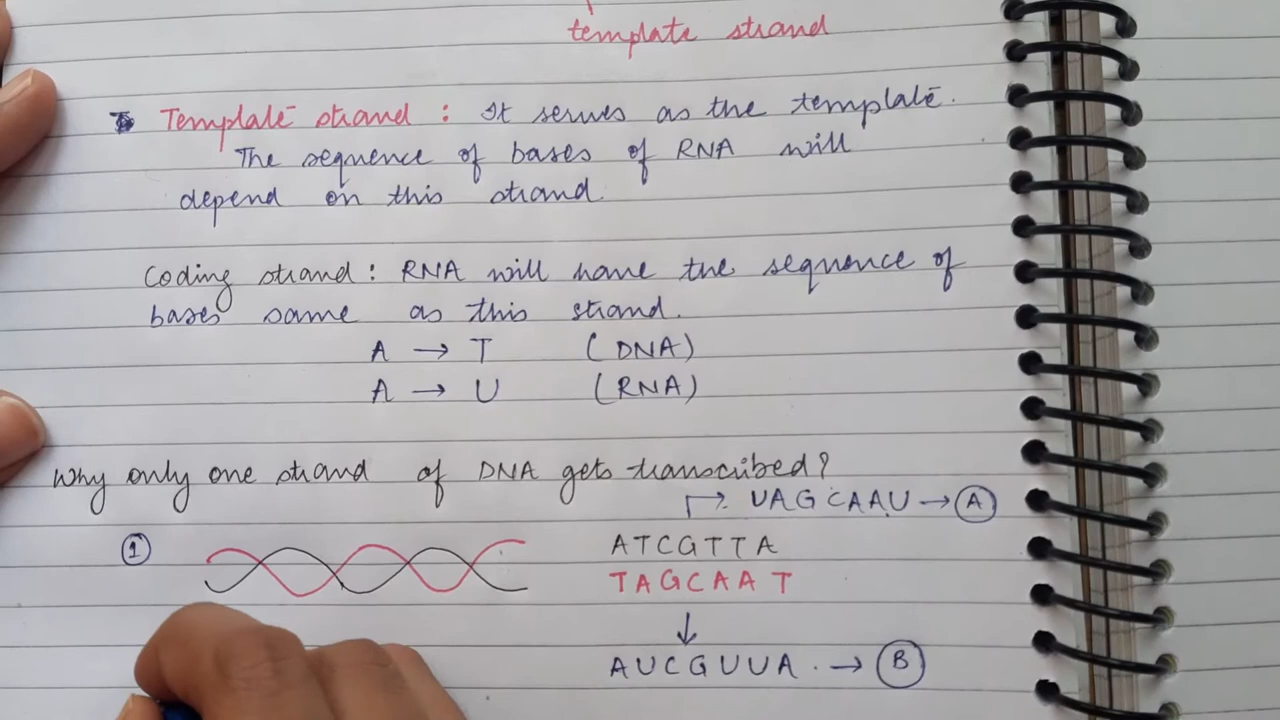 template strand
Template strand : It serves as the template.
The sequence of bases of RNA will
depend on this strand.
Coding strand : RNA will have the sequence of
bases same as this strand.
A → T (DNA)
A → U (RNA)
Why only one strand of DNA gets transcribed?
UAGCAAU → A
1 ATCGTTA
TAGCAAT
↓
AUCGUUA. → B